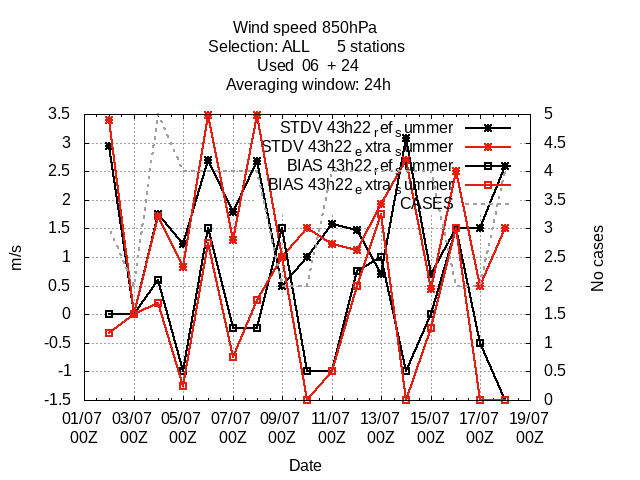 Wind speed 850hPa
Selection: ALL 5 stations
Used 06 + 24
Averaging window: 24h
3.5
3
2.5
2
1.5
1
0.5
0
-0.5
-1
-1.5
m/s
5
4.5
4
3.5
3
2.5
2
1.5
1
0.5
0
No cases
STDV 43h22_ref_summer
STDV 43h22_extra_summer
BIAS 43h22_ref_summer
BIAS 43h22_extra_summer
CASES
01/07 03/07 05/07 07/07 09/07 11/07 13/07 15/07 17/07 19/07
00Z 00Z 00Z 00Z 00Z 00Z 00Z 00Z 00Z 00Z
Date